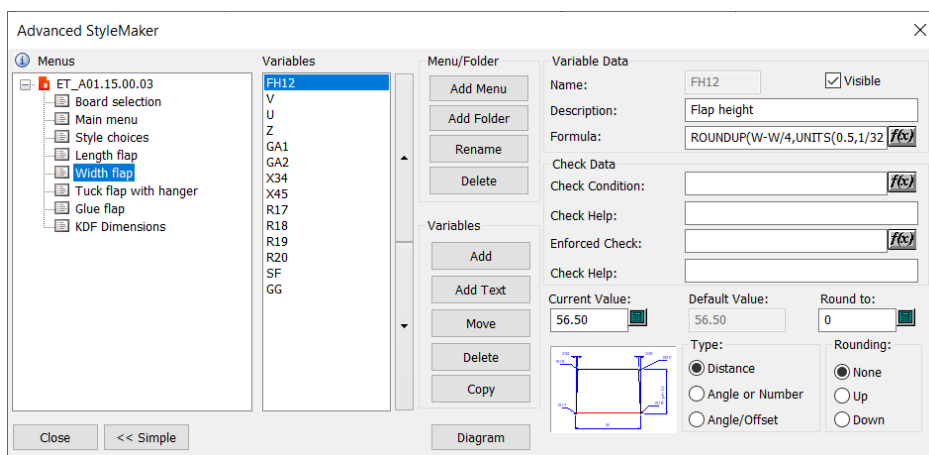 Advanced StyleMaker
Menus
ET_A01.15.00.03
Board selection
Main menu
Style choices
Length flap
Width flap
Tuck flap with hanger
Glue flap
KDF Dimensions
Close
<< Simple
Variables
FH12
V
U
Z
GA1
GA2
X34
X45
R17
R18
R19
R20
SF
GG
Menu/Folder
Add Menu
Add Folder
Rename
Delete
Variables
Add
Add Text
Move
Delete
Copy
Diagram
Variable Data
Name: FH12 Visible
Description: Flap height
Formula: ROUNDUP(W-W/4,UNITS(0.5,1/32 f(x)
Check Data
Check Condition: f(x)
Check Help:
Enforced Check: f(x)
Check Help:
Current Value: Default Value: Round to:
56.50 56.50 0
X34 X45
R20
Type:
Distance
Angle or Number
Angle/Offset
Rounding:
None
Up
Down